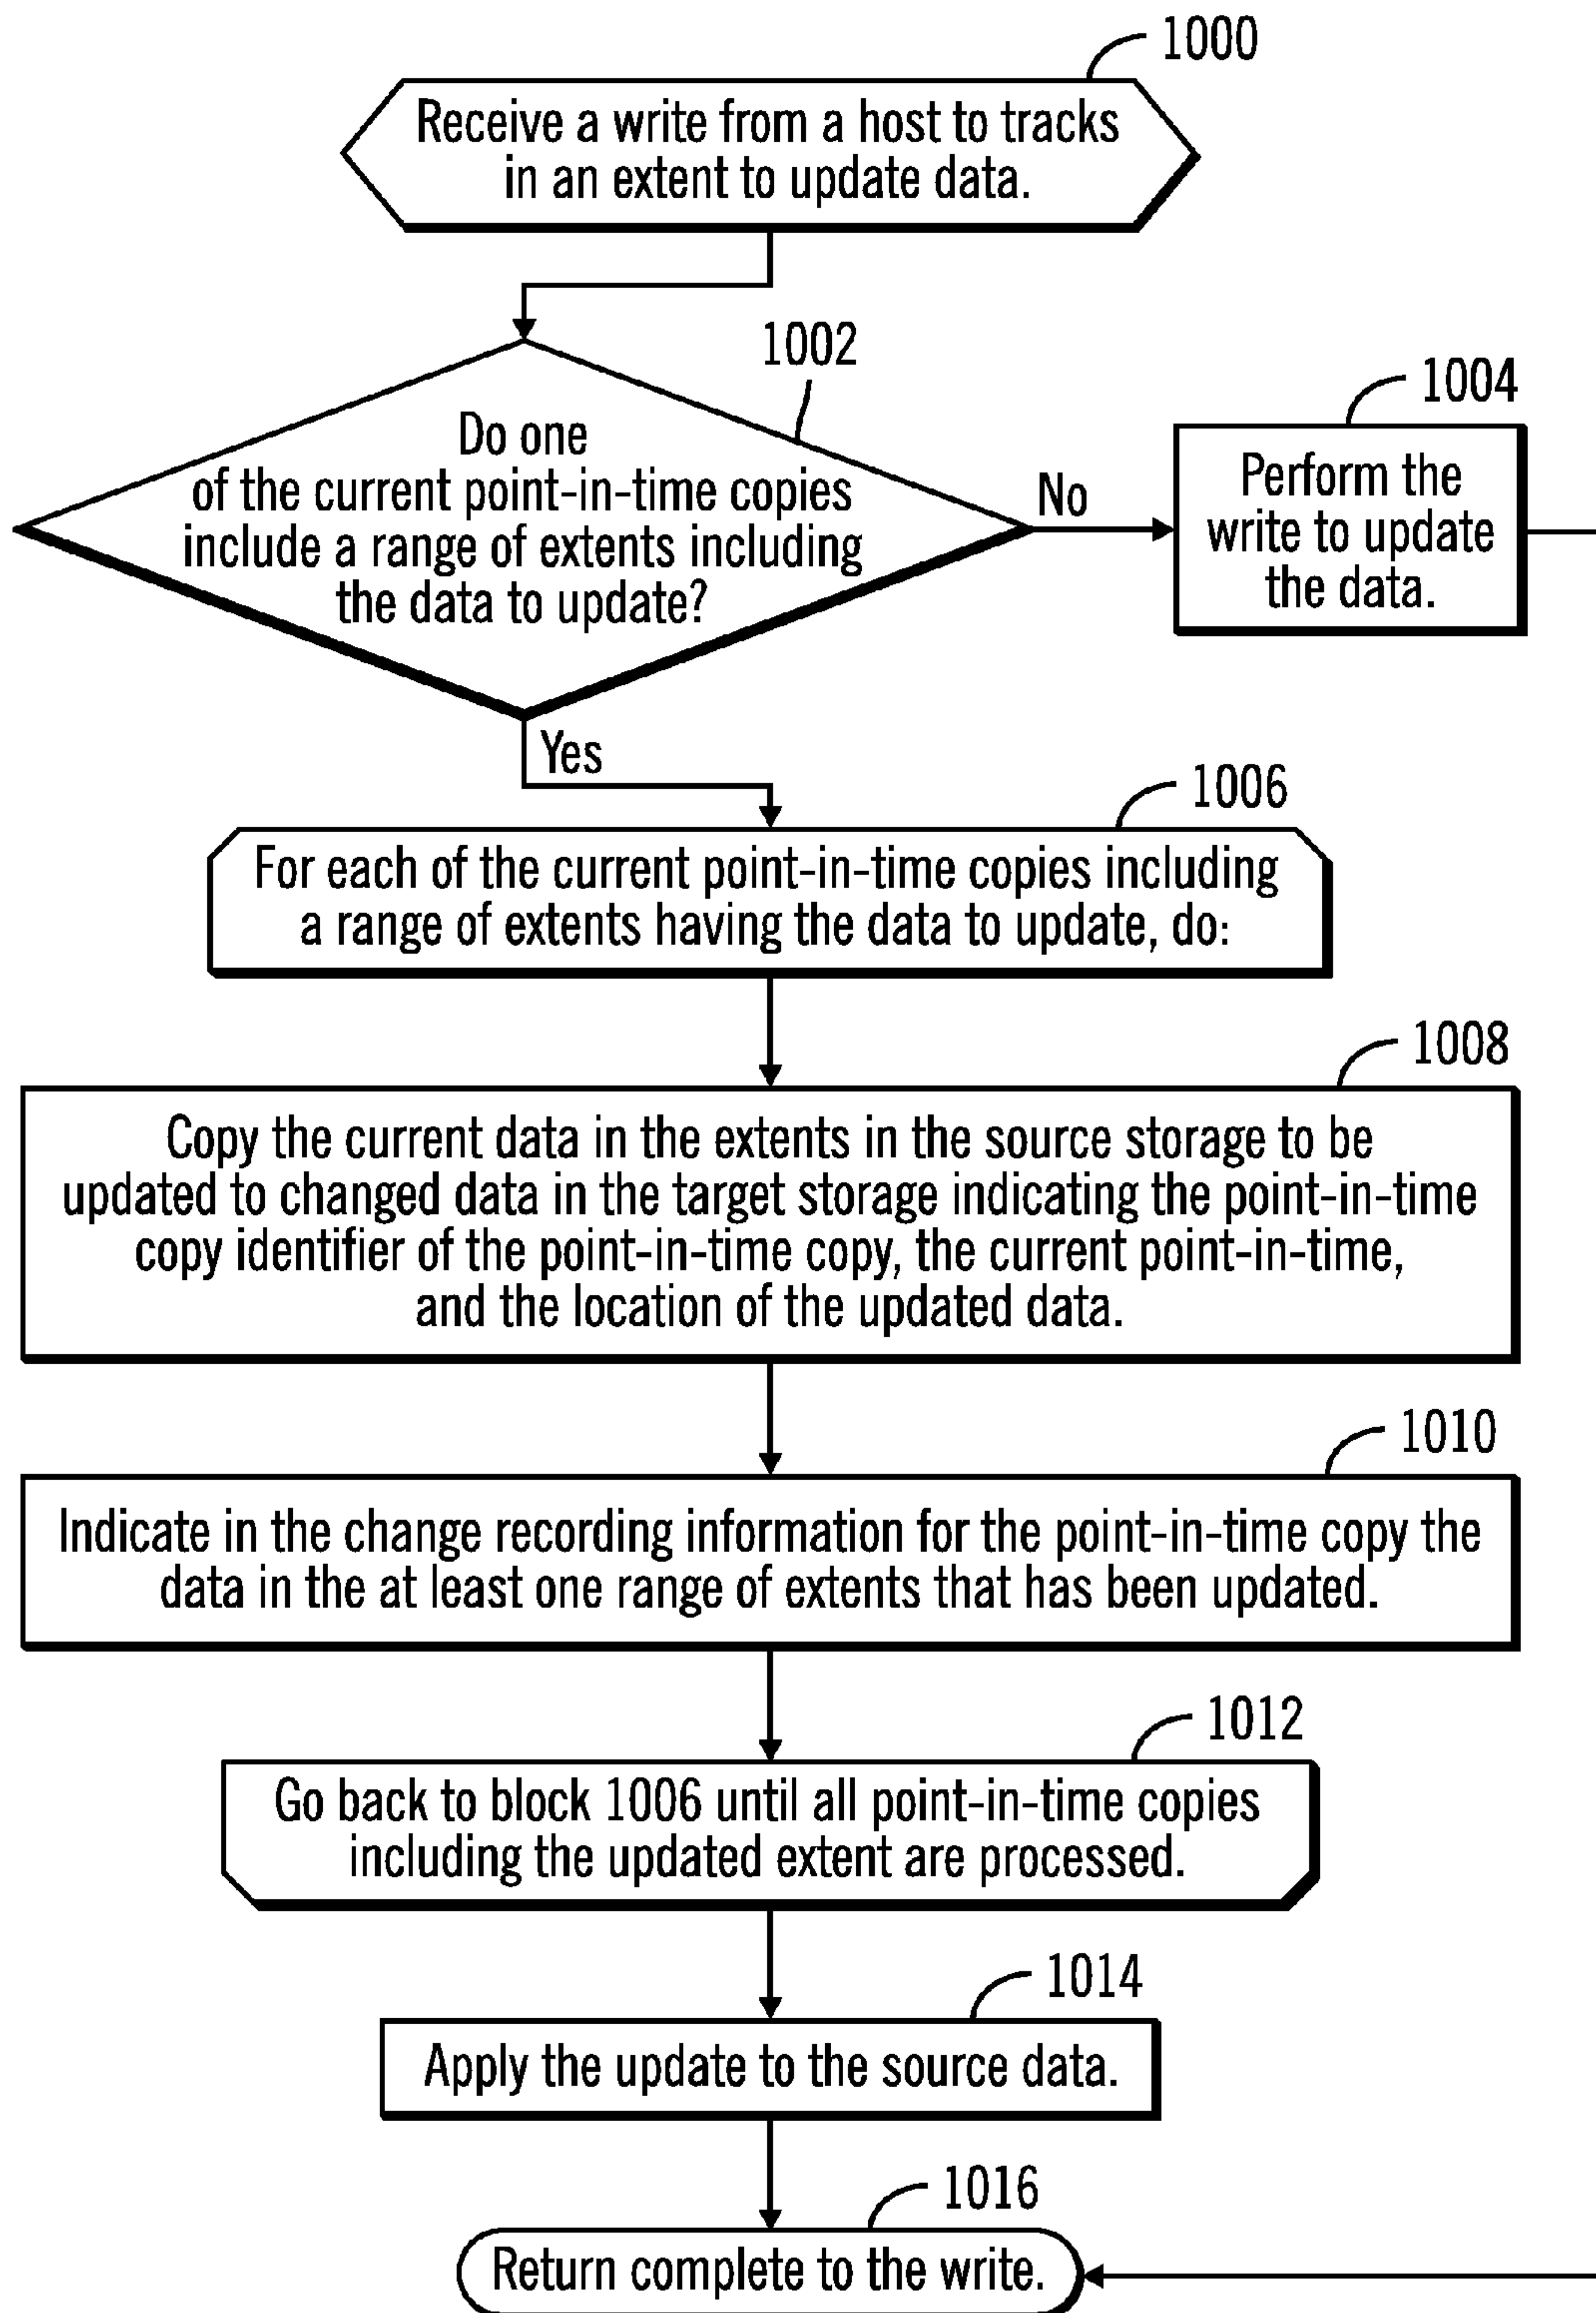 1000
Receive a write from a host to tracks
in an extent to update data.
1002
Do one
of the current point-in-time copies
include a range of extents including
the data to update?
No
1004
Perform the
write to update
the data.
Yes
1006
For each of the current point-in-time copies including
a range of extents having the data to update, do:
1008
Copy the current data in the extents in the source storage to be
updated to changed data in the target storage indicating the point-in-time
copy identifier of the point-in-time copy, the current point-in-time,
and the location of the updated data.
1010
Indicate in the change recording information for the point-in-time copy the
data in the at least one range of extents that has been updated.
1012
Go back to block 1006 until all point-in-time copies
including the updated extent are processed.
1014
Apply the update to the source data.
1016
Return complete to the write.